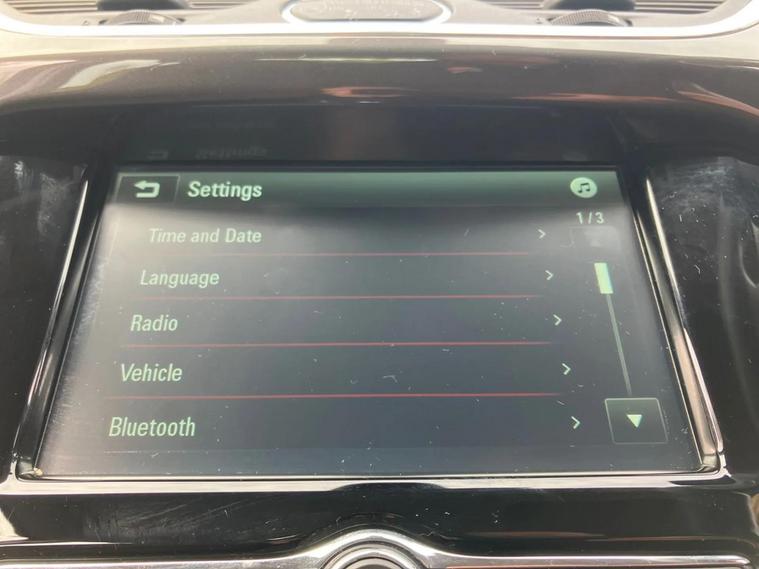 Settings
1/3
Time and Date
Language
Radio
Vehicle
Bluetooth